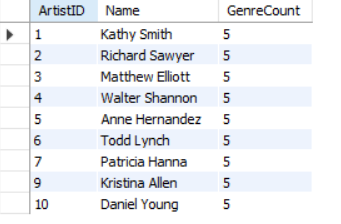 ArtistID Name GenreCount
1 Kathy Smith 5
2 Richard Sawyer 5
3 Matthew Elliott 5
4 Walter Shannon 5
5 Anne Hernandez 5
6 Todd Lynch 5
7 Patricia Hanna 5
9 Kristina Allen 5
10 Daniel Young 5